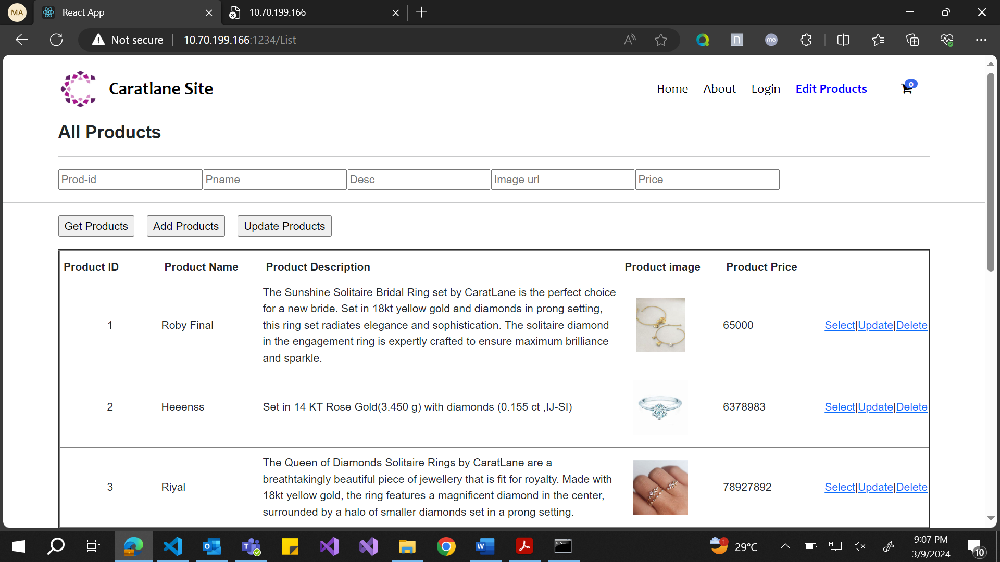 MA
React App
10.70.199.166
Not secure
10.70.199.166:1234/List
n
me
Caratlane Site
Home
About
Login
Edit Products
0
All Products
Prod-id
Pname
Desc
Image url
Price
Get Products
Add Products
Update Products
Product ID
Product Name
Product Description
Product image
Product Price
1
Roby Final
The Sunshine Solitaire Bridal Ring set by CaratLane is the perfect choice
for a new bride. Set in 18kt yellow gold and diamonds in prong setting,
this ring set radiates elegance and sophistication. The solitaire diamond
in the engagement ring is expertly crafted to ensure maximum brilliance
and sparkle.
65000
Select|Update|Delete
2
Heeenss
Set in 14 KT Rose Gold(3.450 g) with diamonds (0.155 ct ,IJ-SI)
6378983
Select|Update|Delete
3
Riyal
The Queen of Diamonds Solitaire Rings by CaratLane are a
breathtakingly beautiful piece of jewellery that is fit for royalty. Made with
18kt yellow gold, the ring features a magnificent diamond in the center,
surrounded by a halo of smaller diamonds set in a prong setting.
78927892
Select|Update|Delete
1
29°C
9:07 PM
3/9/2024
10